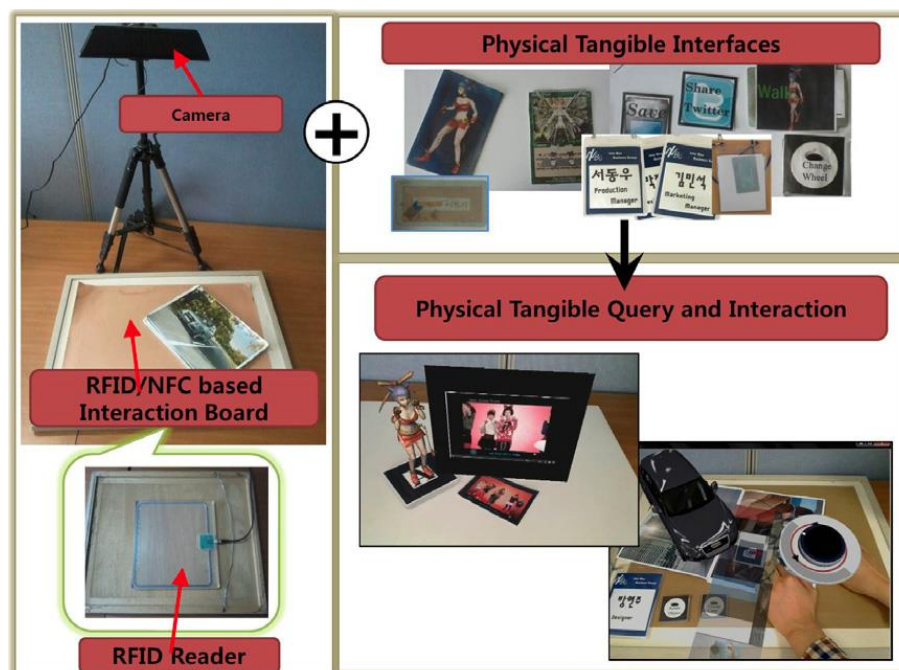 Camera
RFID/NFC based
Interaction Board
RFID Reader
+
Physical Tangible Interfaces
Save
Share
Twitter
Walk
서동우
Production
Manager
김민석
Marketing
Manager
Change
Wheel
Physical Tangible Query and Interaction
Designer